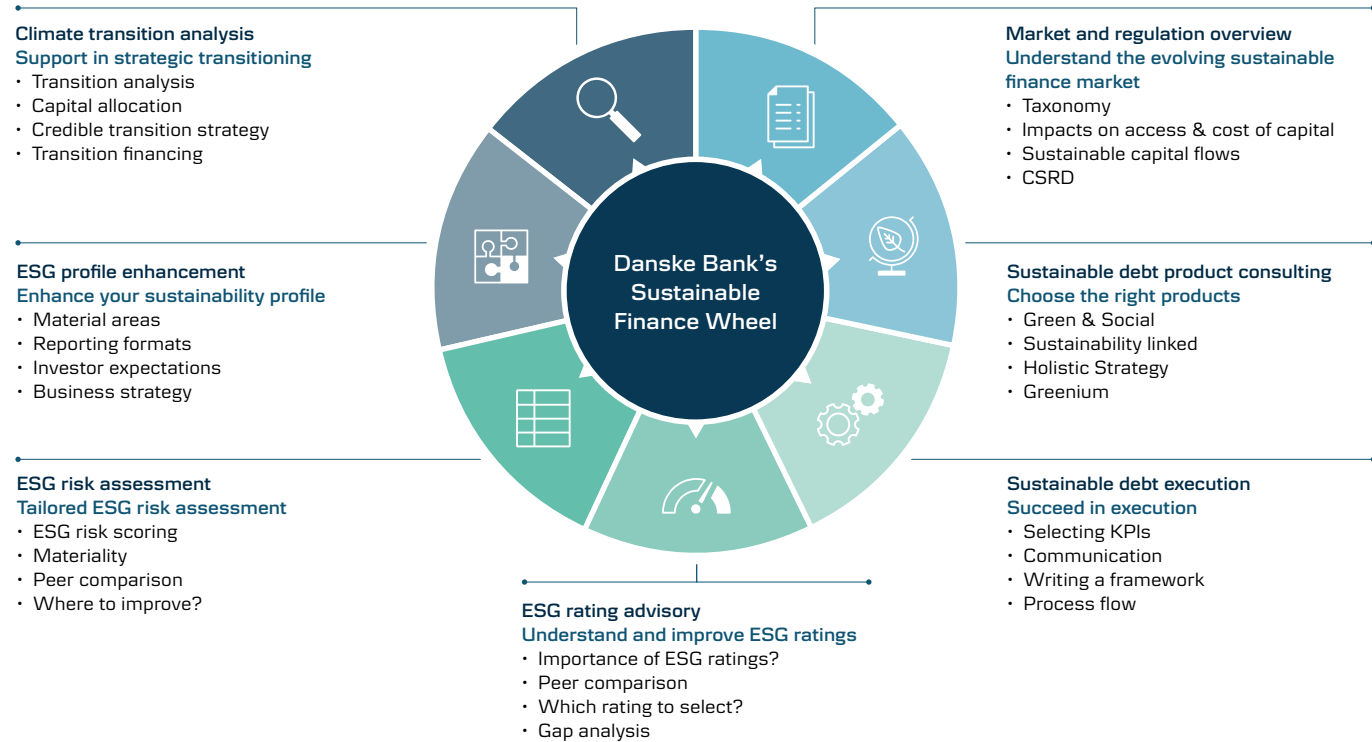 Climate transition analysis
Support in strategic transitioning
• Transition analysis
• Capital allocation
• Credible transition strategy
• Transition financing
Market and regulation overview
Understand the evolving sustainable
finance market
• Taxonomy
• Impacts on access & cost of capital
• Sustainable capital flows
• CSRD
Danske Bank's
Sustainable
Finance Wheel
ESG profile enhancement
Enhance your sustainability profile
• Material areas
• Reporting formats
• Investor expectations
• Business strategy
Sustainable debt product consulting
Choose the right products
• Green & Social
• Sustainability linked
• Holistic Strategy
• Greenium
ESG risk assessment
Tailored ESG risk assessment
• ESG risk scoring
• Materiality
• Peer comparison
• Where to improve?
Sustainable debt execution
Succeed in execution
• Selecting KPIs
• Communication
• Writing a framework
• Process flow
ESG rating advisory
Understand and improve ESG ratings
• Importance of ESG ratings?
• Peer comparison
• Which rating to select?
• Gap analysis